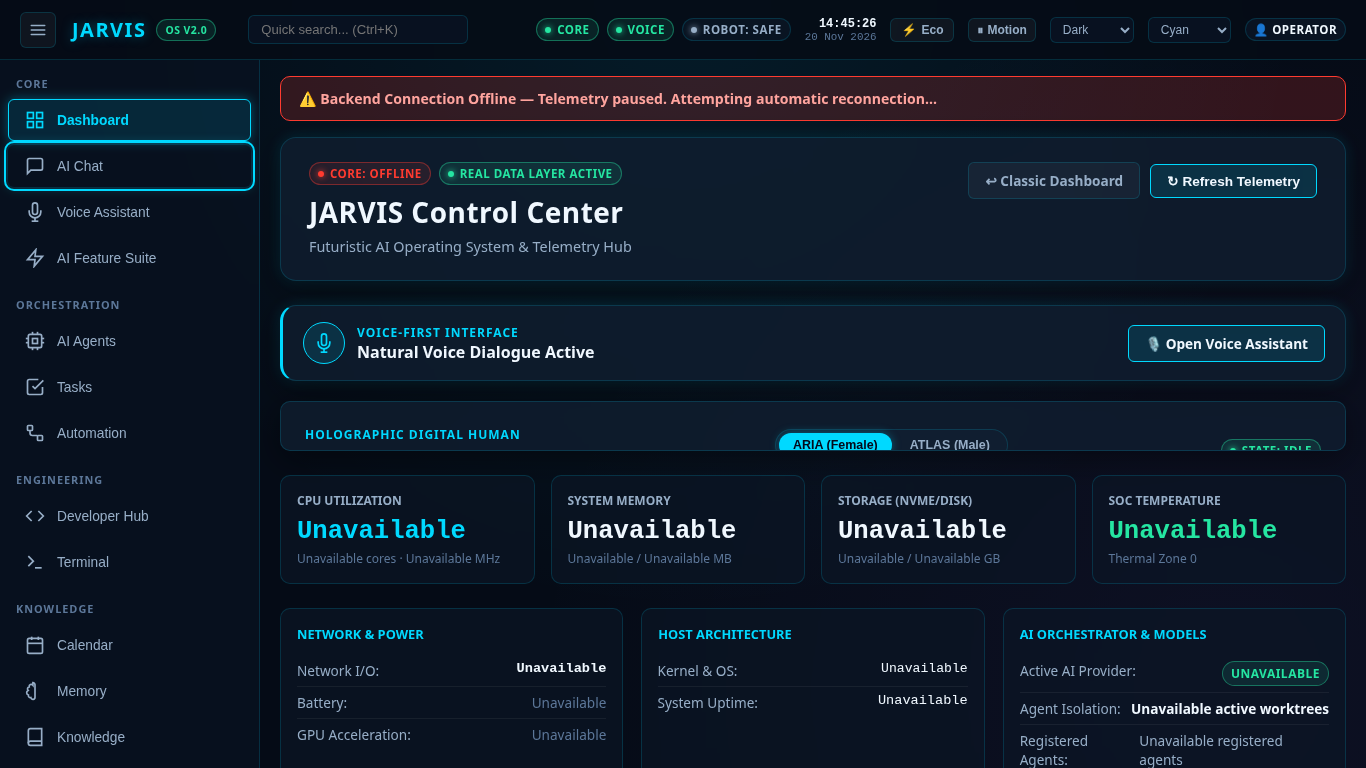 JARVIS
OS V2.0
Quick search... (Ctrl+K)
CORE
VOICE
ROBOT: SAFE
14:45:26
20 Nov 2026
⚡ Eco
Motion
Dark
Cyan
👤 OPERATOR
CORE
Dashboard
AI Chat
Voice Assistant
AI Feature Suite
ORCHESTRATION
AI Agents
Tasks
Automation
ENGINEERING
Developer Hub
Terminal
KNOWLEDGE
Calendar
Memory
Knowledge
⚠️ Backend Connection Offline — Telemetry paused. Attempting automatic reconnection...
CORE: OFFLINE
REAL DATA LAYER ACTIVE
JARVIS Control Center
Futuristic AI Operating System & Telemetry Hub
↩ Classic Dashboard
↻ Refresh Telemetry
VOICE-FIRST INTERFACE
Natural Voice Dialogue Active
🎙️ Open Voice Assistant
HOLOGRAPHIC DIGITAL HUMAN
ARIA (Female)
ATLAS (Male)
STATE: IDLE
CPU UTILIZATION
Unavailable
Unavailable cores · Unavailable MHz
SYSTEM MEMORY
Unavailable
Unavailable / Unavailable MB
STORAGE (NVME/DISK)
Unavailable
Unavailable / Unavailable GB
SOC TEMPERATURE
Unavailable
Thermal Zone 0
NETWORK & POWER
Network I/O: Unavailable
Battery: Unavailable
GPU Acceleration: Unavailable
HOST ARCHITECTURE
Kernel & OS: Unavailable
System Uptime: Unavailable
AI ORCHESTRATOR & MODELS
Active AI Provider: UNAVAILABLE
Agent Isolation: Unavailable active worktrees
Registered Unavailable registered
Agents: agents